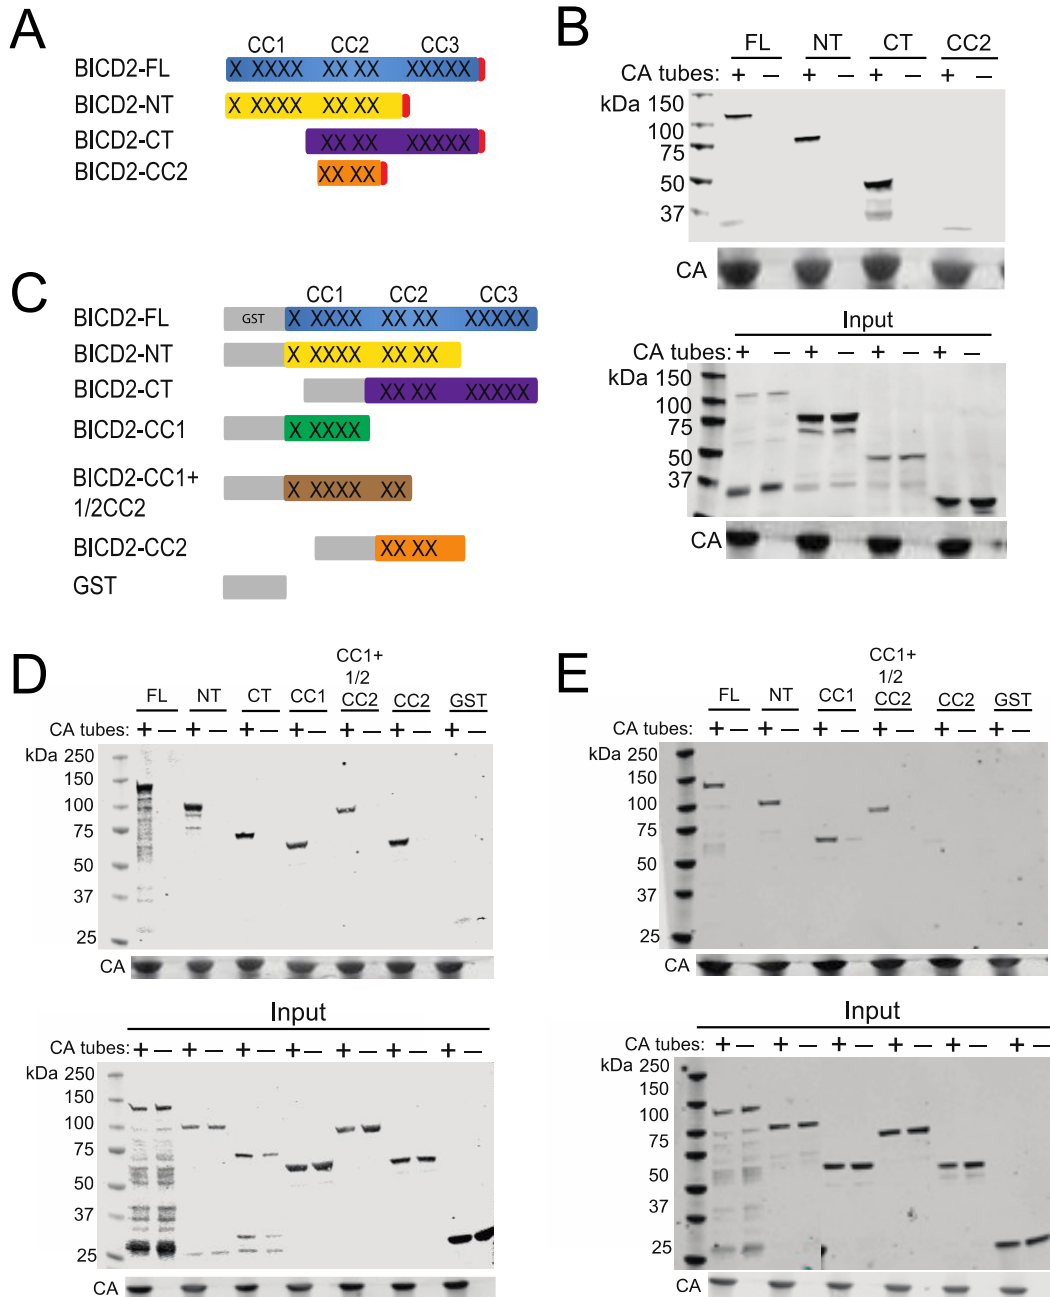 A
CC1 CC2 CC3
BICD2-FL X XXXX XX XX XXXXX
BICD2-NT X XXXX XX XX
BICD2-CT XX XX XXXXX
BICD2-CC2 XX XX
B
FL NT CT CC2
CA tubes: + – + – + – + –
kDa 150
100
75
50
37
CA
Input
CA tubes: + – + – + – + –
kDa 150
100
75
50
37
CA
C
CC1 CC2 CC3
BICD2-FL GST X XXXX XX XX XXXXX
BICD2-NT X XXXX XX XX
BICD2-CT XX XX XXXXX
BICD2-CC1 X XXXX
BICD2-CC1+ X XXXX XX
1/2CC2
BICD2-CC2 XX XX
GST
D
CC1+
1/2
FL NT CT CC1 CC2 CC2 GST
CA tubes: + – + – + – + – + – + – + –
kDa 250
150
100
75
50
37
25
CA
Input
CA tubes: + – + – + – + – + – + – + –
kDa 250
150
100
75
50
37
25
CA
E
CC1+
1/2
FL NT CC1 CC2 CC2 GST
CA tubes: + – + – + – + – + – + –
kDa 250
150
100
75
50
37
25
CA
Input
CA tubes: + – + – + – + – + – + –
kDa 250
150
100
75
50
37
25
CA